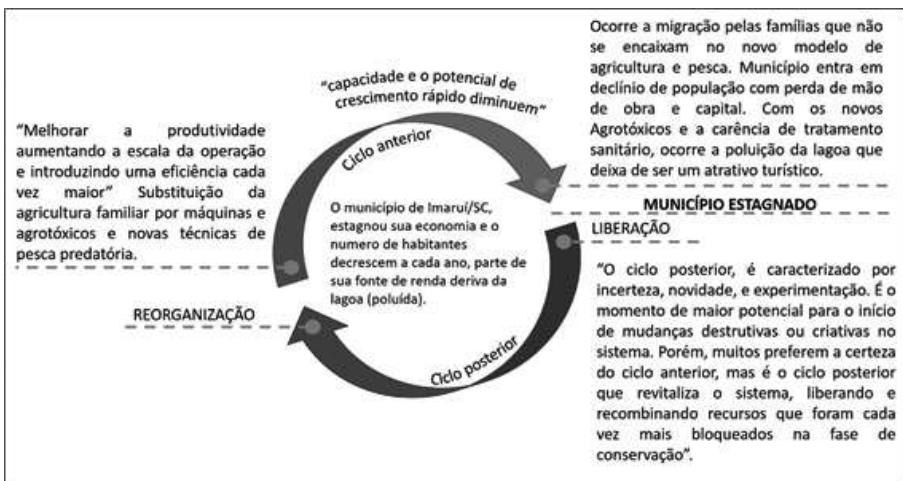 "Melhorar a produtividade
aumentando a escala da operação
e introduzindo uma eficiência cada
vez maior" Substituição da
agricultura familiar por máquinas e
agrotóxicos e novas técnicas de
pesca predatória.
REORGANIZAÇÃO
"capacidade e o potencial de
crescimento rápido diminuem"
Ciclo anterior
O município de Imaruí/SC,
estagnou sua economia e o
numero de habitantes
decrescem a cada ano, parte de
sua fonte de renda deriva da
lagoa (poluída).
Ciclo posterior
Ocorre a migração pelas famílias que não
se encaixam no novo modelo de
agricultura e pesca. Município entra em
declínio de população com perda de mão
de obra e capital. Com os novos
Agrotóxicos e a carência de tratamento
sanitário, ocorre a poluição da lagoa que
deixa de ser um atrativo turístico.
MUNICÍPIO ESTAGNADO
LIBERAÇÃO
"O ciclo posterior, é caracterizado por
incerteza, novidade, e experimentação. É o
momento de maior potencial para o início
de mudanças destrutivas ou criativas no
sistema. Porém, muitos preferem a certeza
do ciclo anterior, mas é o ciclo posterior
que revitaliza o sistema, liberando e
recombinando recursos que foram cada
vez mais bloqueados na fase de
conservação".